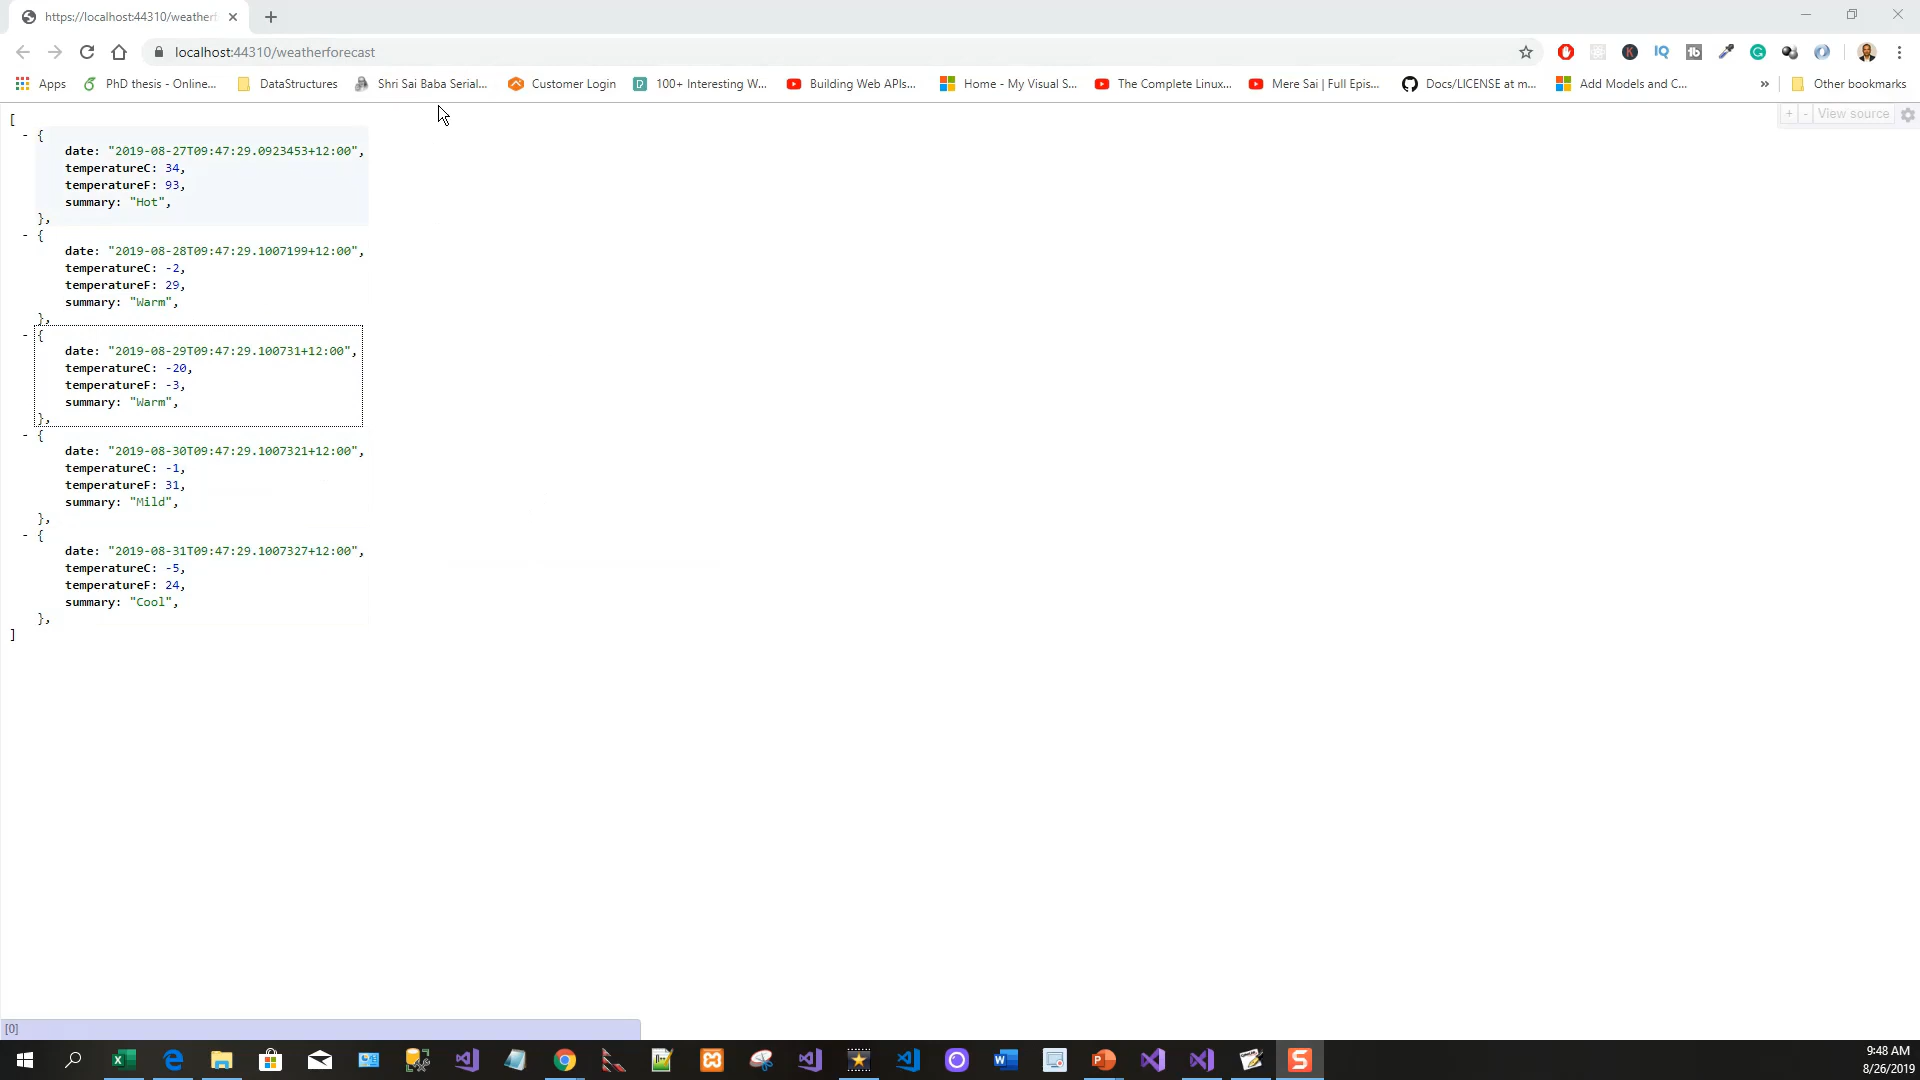 https://localhost:44310/weather
localhost:44310/weatherforecast
Apps PhD thesis - Online... DataStructures Shri Sai Baba Serial... Customer Login 100+ Interesting W... Building Web APIs... Home - My Visual S... The Complete Linux... Mere Sai | Full Epis... Docs/LICENSE at m... Add Models and C... » Other bookmarks
+ - View source
[
- {
date: "2019-08-27T09:47:29.0923453+12:00",
temperatureC: 34,
temperatureF: 93,
summary: "Hot",
},
- {
date: "2019-08-28T09:47:29.1007199+12:00",
temperatureC: -2,
temperatureF: 29,
summary: "Warm",
},
- {
date: "2019-08-29T09:47:29.100731+12:00",
temperatureC: -20,
temperatureF: -3,
summary: "Warm",
},
- {
date: "2019-08-30T09:47:29.1007321+12:00",
temperatureC: -1,
temperatureF: 31,
summary: "Mild",
},
- {
date: "2019-08-31T09:47:29.1007327+12:00",
temperatureC: -5,
temperatureF: 24,
summary: "Cool",
},
]
[0]
9:48 AM
8/26/2019